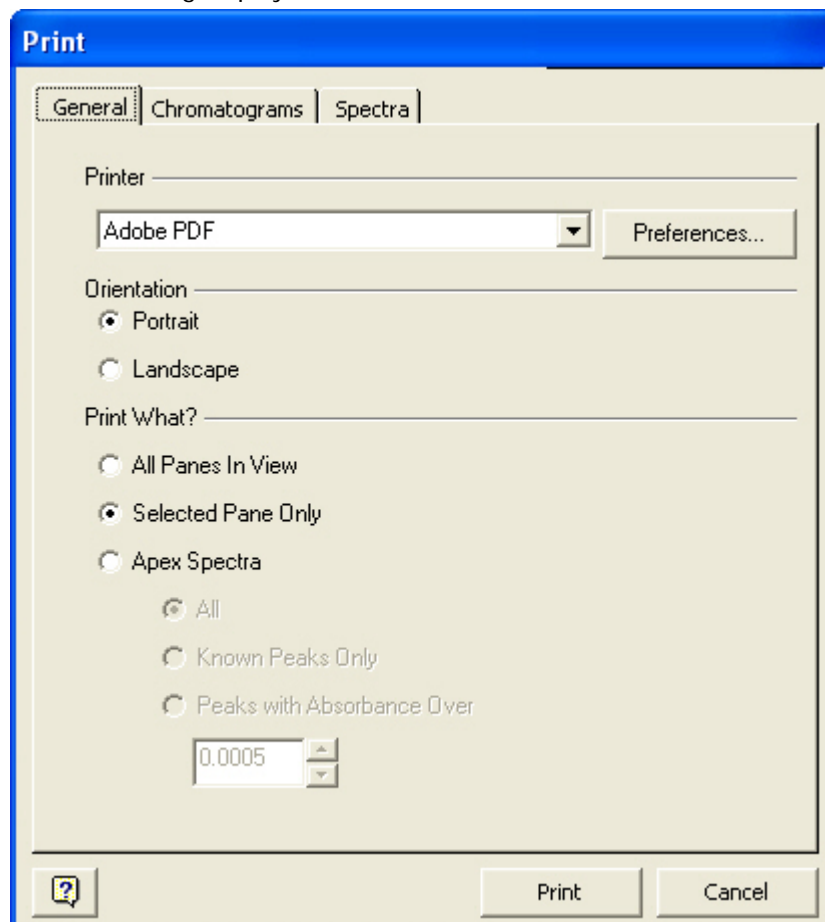 Print
General Chromatograms Spectra
Printer
Adobe PDF Preferences...
Orientation
Portrait
Landscape
Print What?
All Panes In View
Selected Pane Only
Apex Spectra
All
Known Peaks Only
Peaks with Absorbance Over
0.0005
? Print Cancel